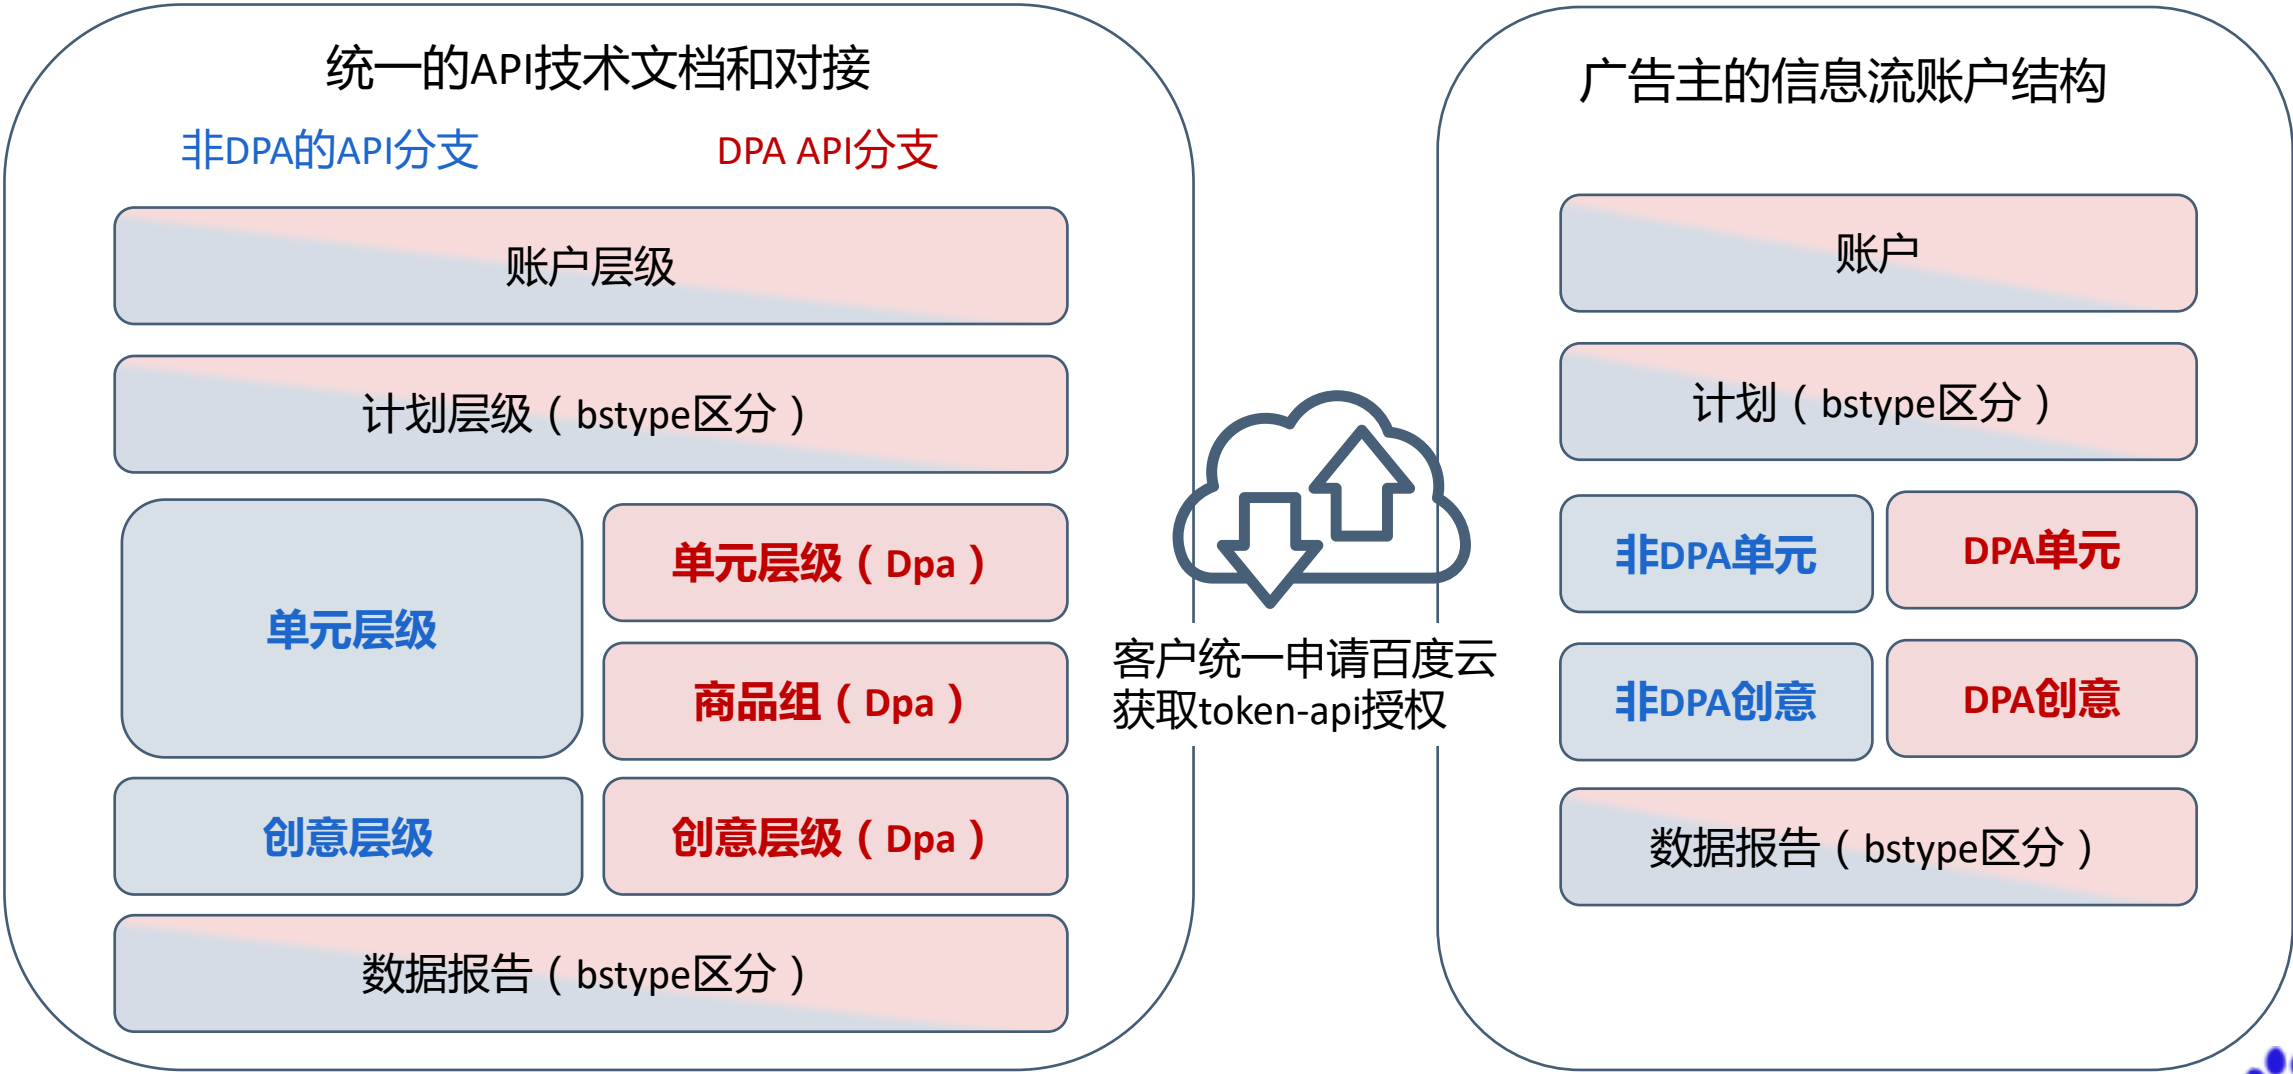 统一的API技术文档和对接
非DPA的API分支
DPA API分支
账户层级
计划层级（bstype区分）
单元层级
单元层级（Dpa）
商品组（Dpa）
创意层级
创意层级（Dpa）
数据报告（bstype区分）
客户统一申请百度云
获取token-api授权
广告主的信息流账户结构
账户
计划（bstype区分）
非DPA单元
DPA单元
非DPA创意
DPA创意
数据报告（bstype区分）